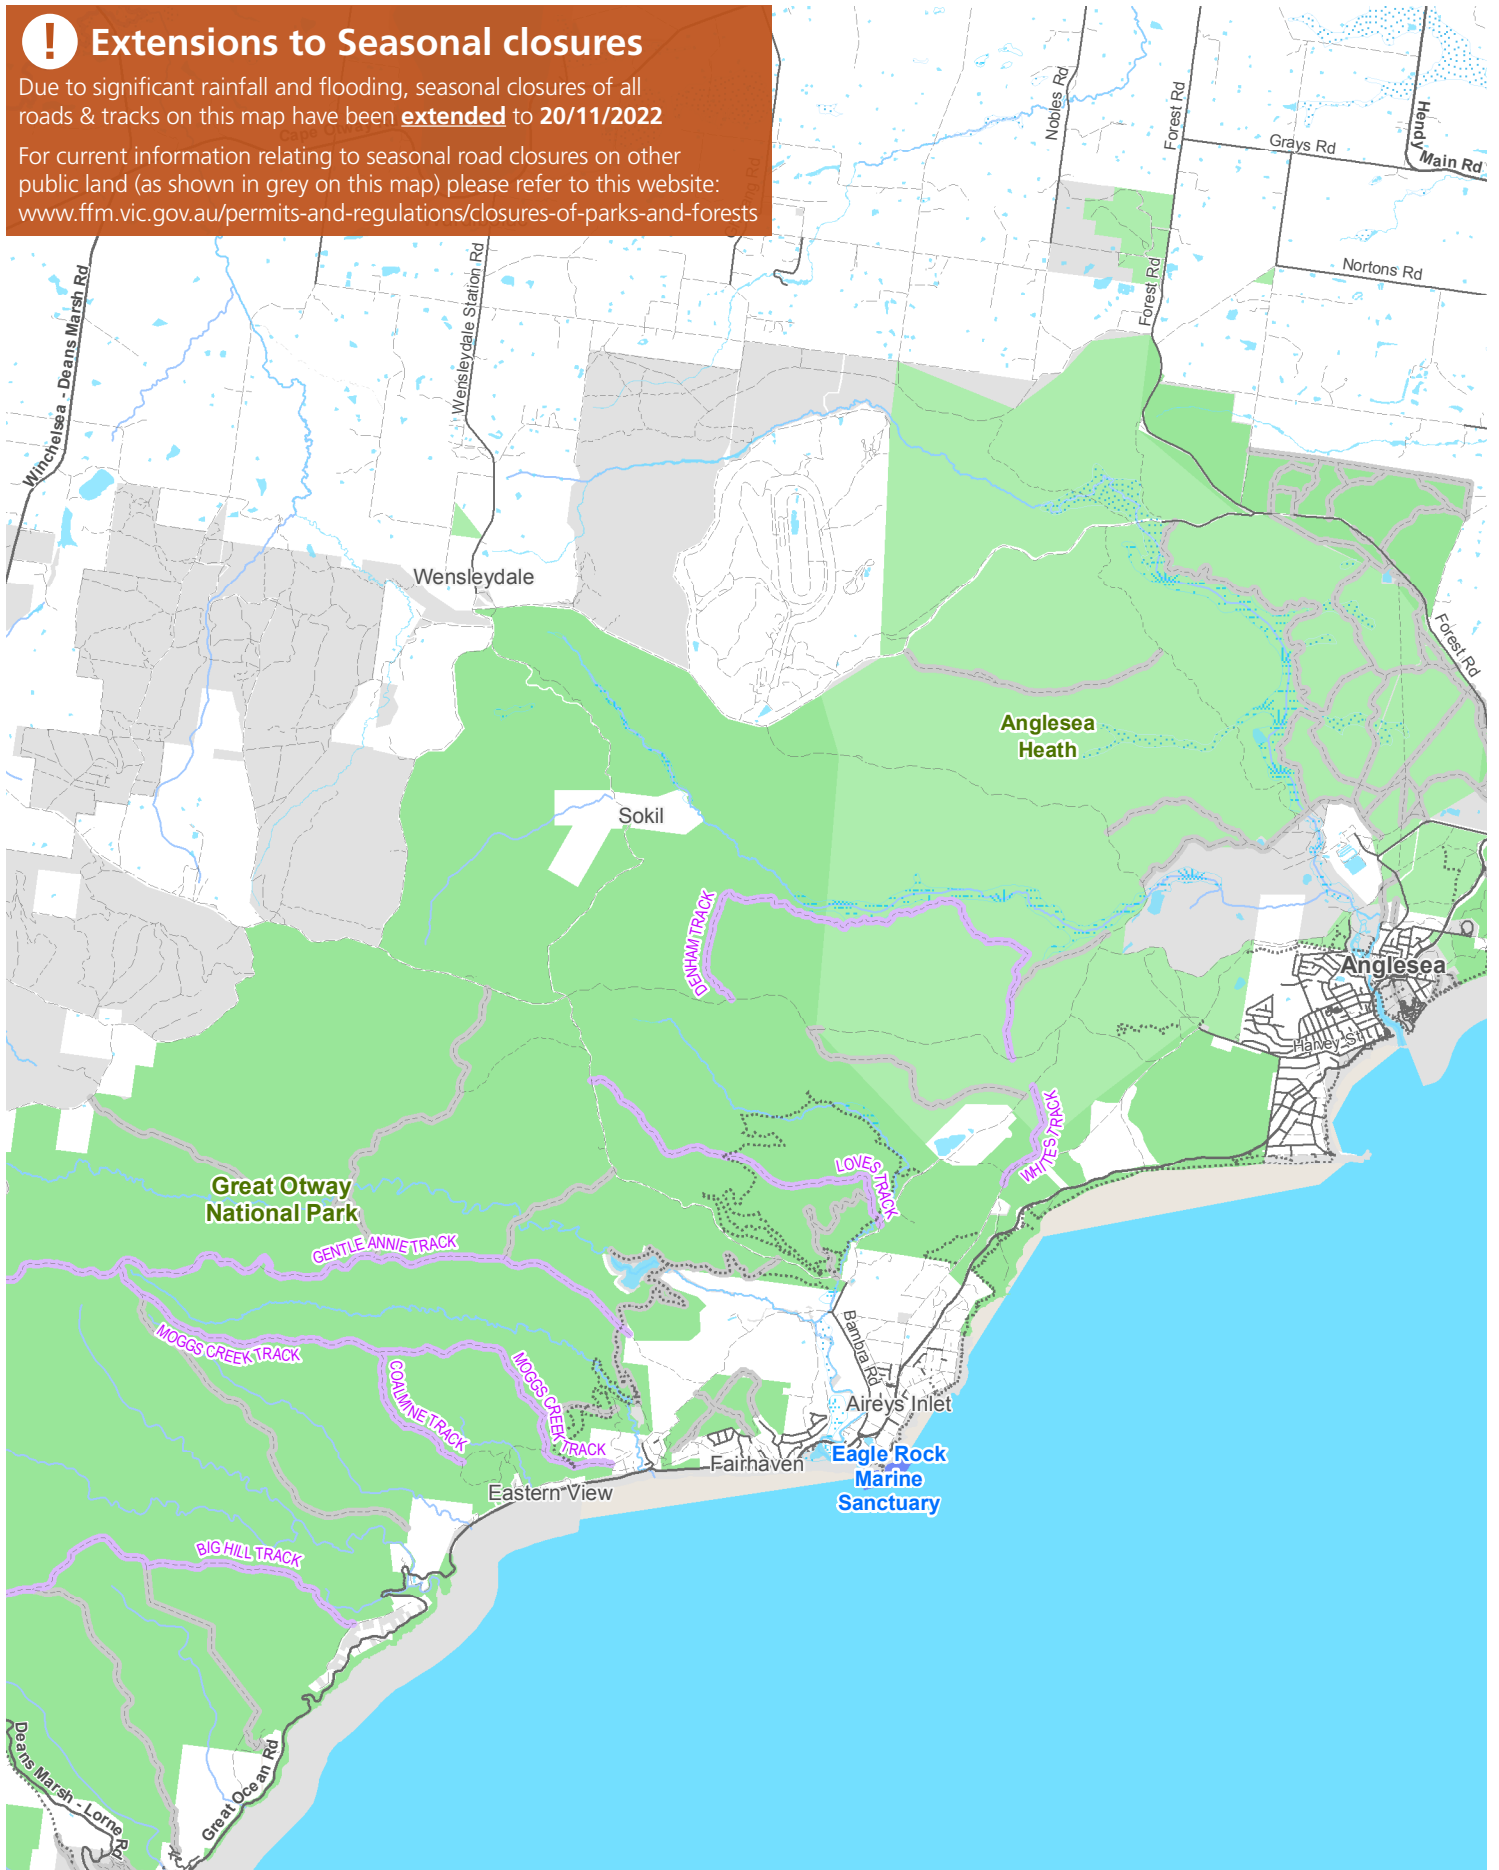 ! Extensions to Seasonal closures
Due to significant rainfall and flooding, seasonal closures of all
roads & tracks on this map have been extended to 20/11/2022
For current information relating to seasonal road closures on other
public land (as shown in grey on this map) please refer to this website:
www.ffm.vic.gov.au/permits-and-regulations/closures-of-parks-and-forests
Cape Otway
Nobles Rd
Forest Rd
Grays Rd
Hendy
Main Rd
Nortons Rd
Forest Rd
Winchelsea - Deans Marsh Rd
Wensleydale Station Rd
Wensleydale
Forest Rd
Anglesea
Heath
Sokil
DENHAM TRACK
Anglesea
Harvey St
WHITES TRACK
LOVES TRACK
Great Otway
National Park
GENTLE ANNIE TRACK
MOGGS CREEK TRACK
COALMINE TRACK
MOGGS CREEK TRACK
Bambra Rd
Aireys Inlet
Fairhaven
Eagle Rock
Marine
Sanctuary
Eastern View
BIG HILL TRACK
Deans Marsh - Lorne Rd
Great Ocean Rd